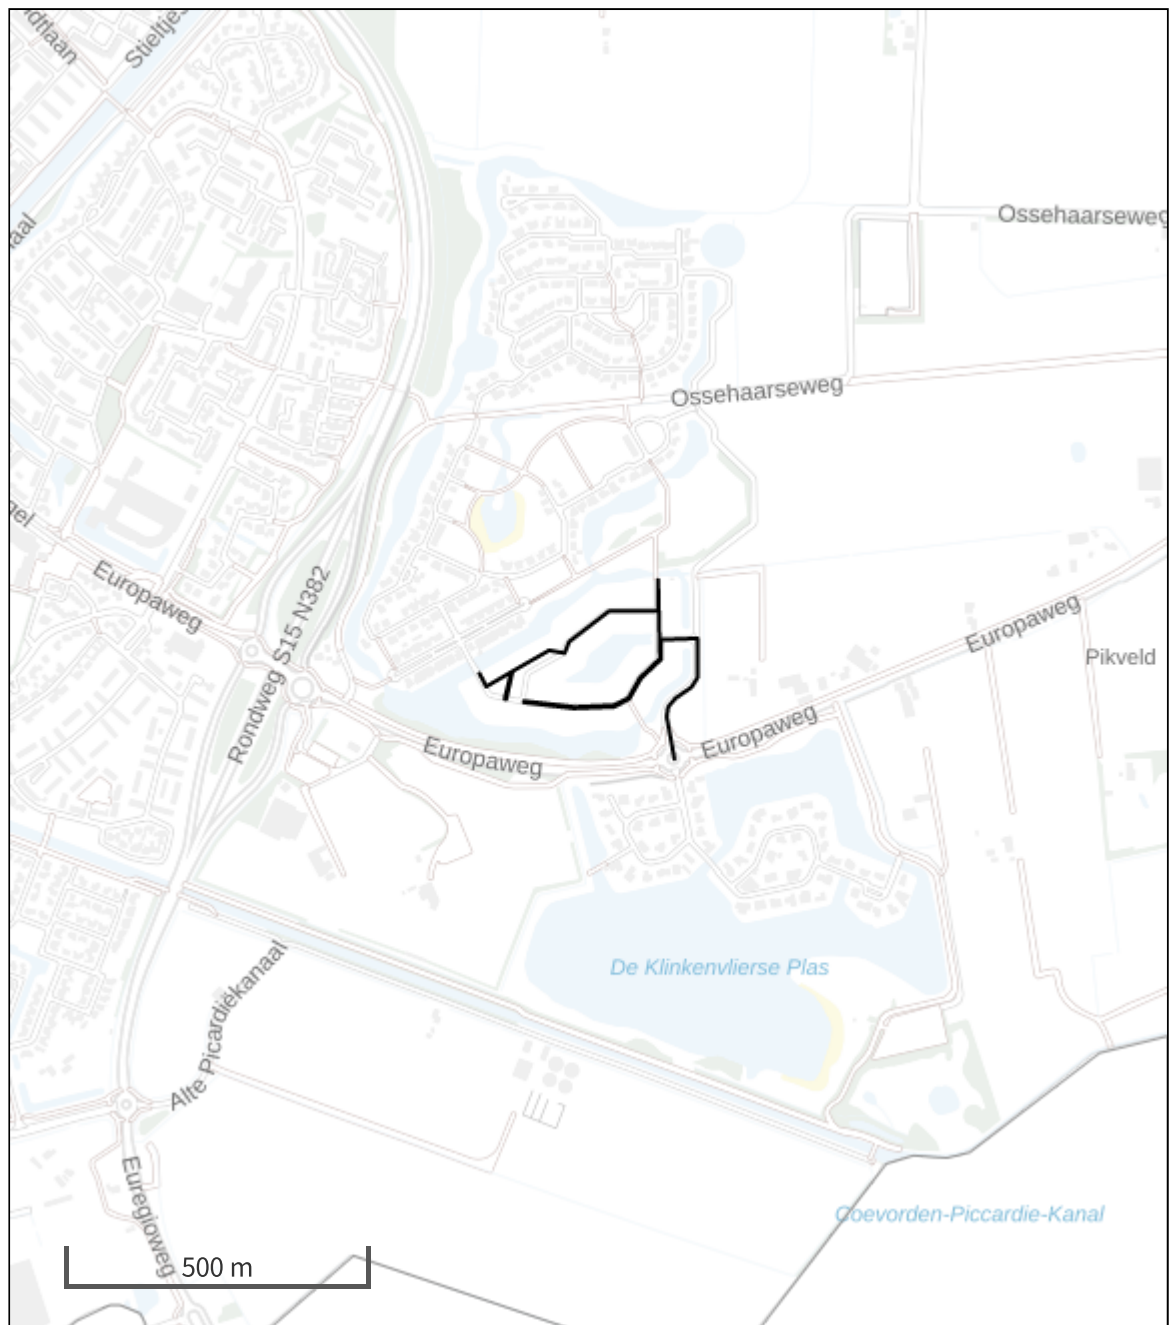 Ossehaarseweg
Ossehaarseweg
Europaweg
Rondweg S15 N382
Europaweg
Pikveld
Europaweg
Europaweg
De Klinkenvlierse Plas
Alte Picardiëkanaal
Euregioweg
Coevorden-Piccardie-Kanal
500 m